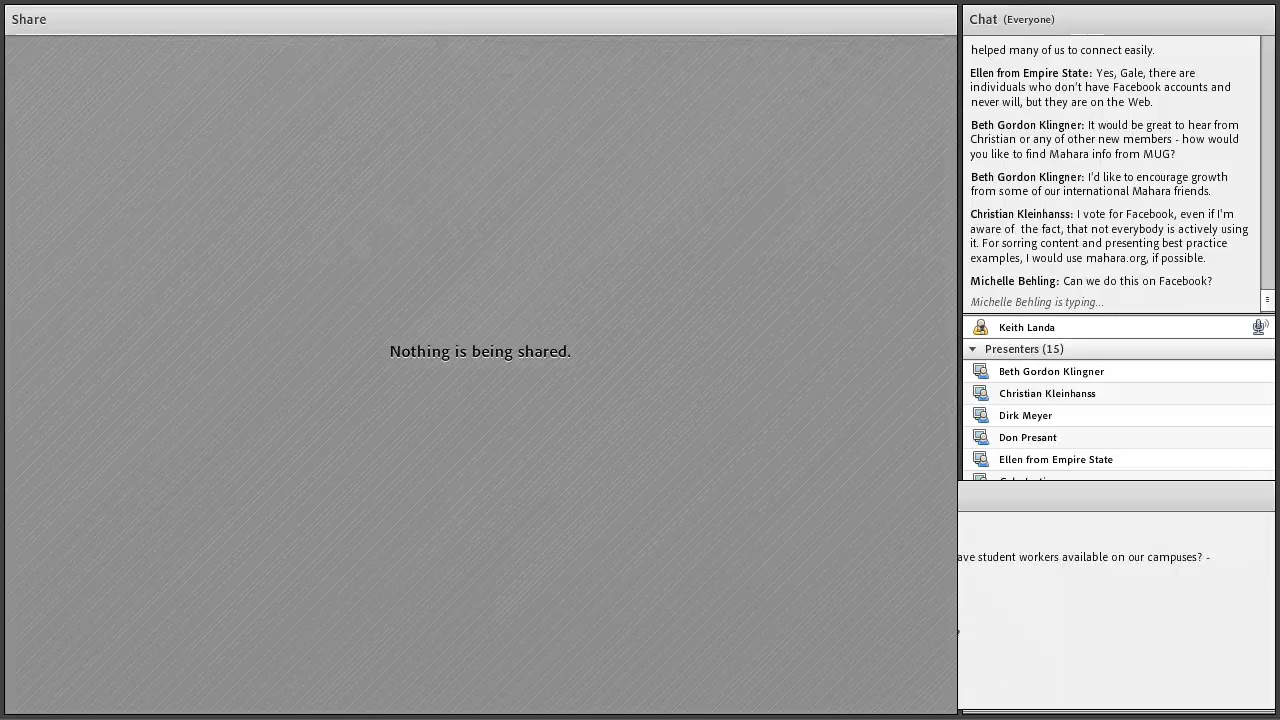 Share
Nothing is being shared.
Chat (Everyone)
helped many of us to connect easily.
Ellen from Empire State: Yes, Gale, there are
individuals who don't have Facebook accounts and
never will, but they are on the Web.
Beth Gordon Klingner: It would be great to hear from
Christian or any of other new members - how would
you like to find Mahara info from MUG?
Beth Gordon Klingner: I'd like to encourage growth
from some of our international Mahara friends.
Christian Kleinhanss: I vote for Facebook, even if I'm
aware of the fact, that not everybody is actively using
it. For sorring content and presenting best practice
examples, I would use mahara.org, if possible.
Michelle Behling: Can we do this on Facebook?
Michelle Behling is typing...
Keith Landa
Presenters (15)
Beth Gordon Klingner
Christian Kleinhanss
Dirk Meyer
Don Presant
Ellen from Empire State
ave student workers available on our campuses? -